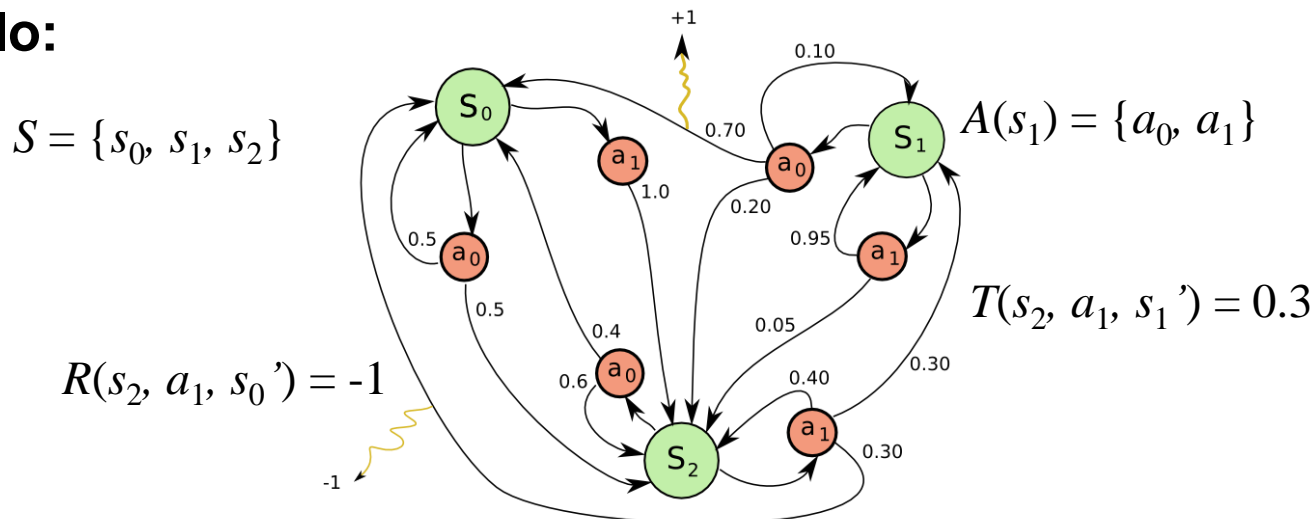 lo:
+1
0.10
S = {s0, s1, s2}
S0
a1
0.70
a0
S1
A(s1) = {a0, a1}
1.0
0.20
0.5
a0
0.95
a1
0.5
T(s2, a1, s1’) = 0.3
0.05
0.4
R(s2, a1, s0’) = -1
0.6
a0
0.40
0.30
a1
S2
0.30
-1